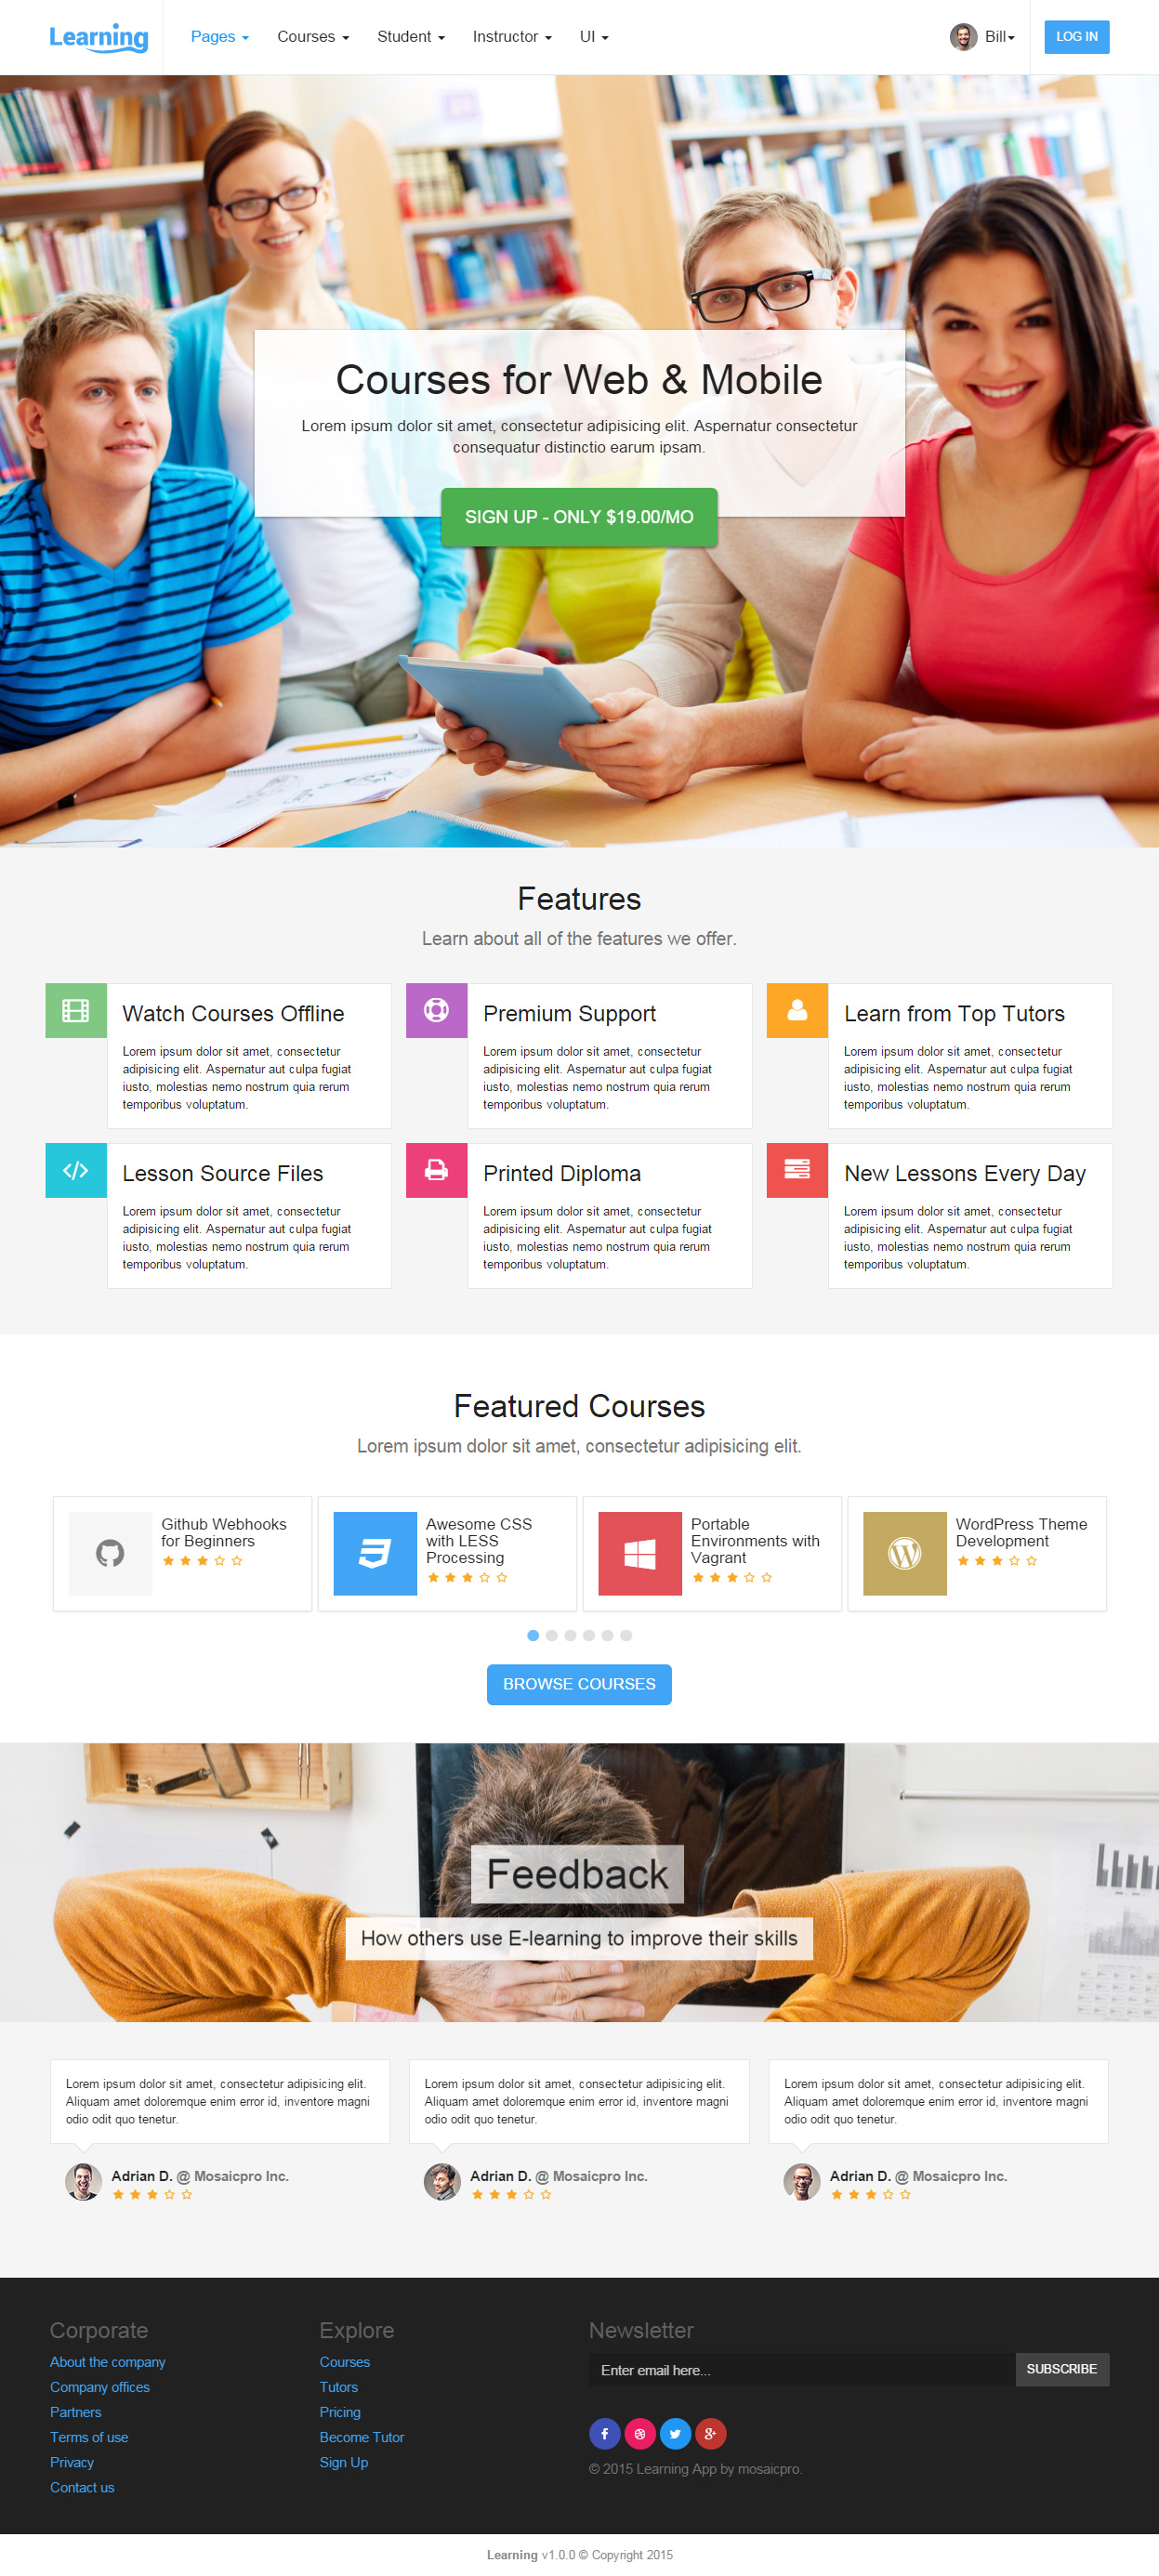 Learning
Pages
Courses
Student
Instructor
UI
Bill
LOG IN
Courses for Web & Mobile
Lorem ipsum dolor sit amet, consectetur adipisicing elit. Aspernatur consectetur
consequatur distinctio earum ipsam.
SIGN UP - ONLY $19.00/MO
Features
Learn about all of the features we offer.
Watch Courses Offline
Lorem ipsum dolor sit amet, consectetur
adipisicing elit. Aspernatur aut culpa fugiat
iusto, molestias nemo nostrum quia rerum
temporibus voluptatum.
Premium Support
Lorem ipsum dolor sit amet, consectetur
adipisicing elit. Aspernatur aut culpa fugiat
iusto, molestias nemo nostrum quia rerum
temporibus voluptatum.
Learn from Top Tutors
Lorem ipsum dolor sit amet, consectetur
adipisicing elit. Aspernatur aut culpa fugiat
iusto, molestias nemo nostrum quia rerum
temporibus voluptatum.
Lesson Source Files
Lorem ipsum dolor sit amet, consectetur
adipisicing elit. Aspernatur aut culpa fugiat
iusto, molestias nemo nostrum quia rerum
temporibus voluptatum.
Printed Diploma
Lorem ipsum dolor sit amet, consectetur
adipisicing elit. Aspernatur aut culpa fugiat
iusto, molestias nemo nostrum quia rerum
temporibus voluptatum.
New Lessons Every Day
Lorem ipsum dolor sit amet, consectetur
adipisicing elit. Aspernatur aut culpa fugiat
iusto, molestias nemo nostrum quia rerum
temporibus voluptatum.
Featured Courses
Lorem ipsum dolor sit amet, consectetur adipisicing elit.
Github Webhooks
for Beginners
Awesome CSS
with LESS
Processing
Portable
Environments with
Vagrant
WordPress Theme
Development
BROWSE COURSES
Feedback
How others use E-learning to improve their skills
Lorem ipsum dolor sit amet, consectetur adipisicing elit.
Aliquam amet doloremque enim error id, inventore magni
odio odit quo tenetur.
Adrian D. @ Mosaicpro Inc.
Lorem ipsum dolor sit amet, consectetur adipisicing elit.
Aliquam amet doloremque enim error id, inventore magni
odio odit quo tenetur.
Adrian D. @ Mosaicpro Inc.
Lorem ipsum dolor sit amet, consectetur adipisicing elit.
Aliquam amet doloremque enim error id, inventore magni
odio odit quo tenetur.
Adrian D. @ Mosaicpro Inc.
Corporate
About the company
Company offices
Partners
Terms of use
Privacy
Contact us
Explore
Courses
Tutors
Pricing
Become Tutor
Sign Up
Newsletter
Enter email here...
SUBSCRIBE
© 2015 Learning App by mosaicpro.
Learning v1.0.0 © Copyright 2015